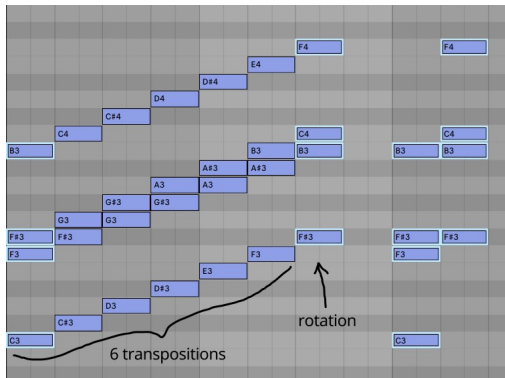 F4 F4
E4
D#4
D4
C#4
C4 C4 C4
B3 B3 B3 B3 B3
A#3 A#3
A3 A3
G#3 G#3
G3 G3
F#3 F#3 F#3 F#3 F#3
F3 F3 F3
E3
D#3
D3
C#3
rotation
C3 C3
6 transpositions